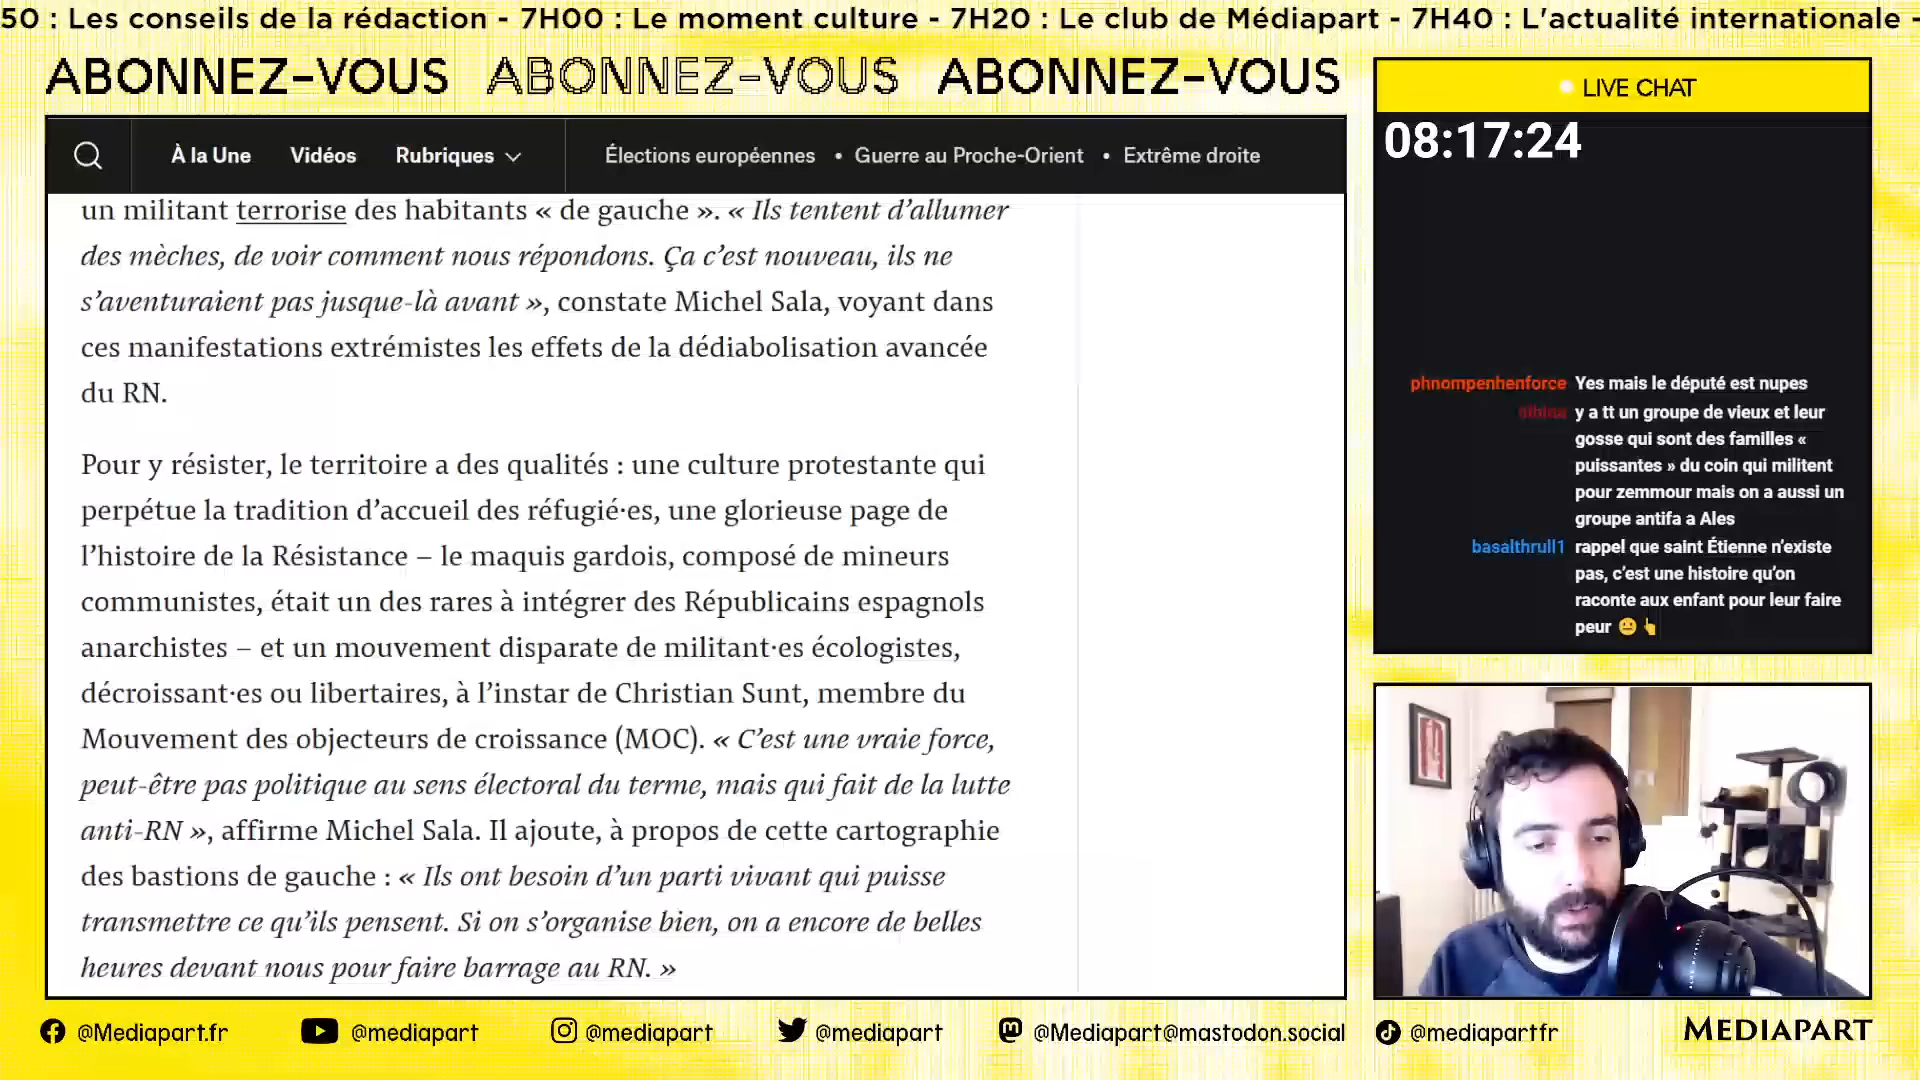 50 : Les conseils de la rédaction - 7H00 : Le moment culture - 7H20 : Le club de Médiapart - 7H40 : L'actualité internationale -
ABONNEZ-VOUS ABONNEZ-VOUS ABONNEZ-VOUS
À la Une Vidéos Rubriques Élections européennes • Guerre au Proche-Orient • Extrême droite
un militant terrorise des habitants « de gauche ». « Ils tentent d’allumer
des mèches, de voir comment nous répondons. Ça c’est nouveau, ils ne
s’aventuraient pas jusque-là avant », constate Michel Sala, voyant dans
ces manifestations extrémistes les effets de la dédiabolisation avancée
du RN.
Pour y résister, le territoire a des qualités : une culture protestante qui
perpétue la tradition d’accueil des réfugié·es, une glorieuse page de
l’histoire de la Résistance – le maquis gardois, composé de mineurs
communistes, était un des rares à intégrer des Républicains espagnols
anarchistes – et un mouvement disparate de militant·es écologistes,
décroissant·es ou libertaires, à l’instar de Christian Sunt, membre du
Mouvement des objecteurs de croissance (MOC). « C’est une vraie force,
peut-être pas politique au sens électoral du terme, mais qui fait de la lutte
anti-RN », affirme Michel Sala. Il ajoute, à propos de cette cartographie
des bastions de gauche : « Ils ont besoin d’un parti vivant qui puisse
transmettre ce qu’ils pensent. Si on s’organise bien, on a encore de belles
heures devant nous pour faire barrage au RN. »
LIVE CHAT
08:17:24
phnompenhenforce Yes mais le député est nupes
y a tt un groupe de vieux et leur
gosse qui sont des familles «
puissantes » du coin qui militent
pour zemmour mais on a aussi un
groupe antifa a Ales
basalthrull1 rappel que saint Étienne n’existe
pas, c’est une histoire qu’on
raconte aux enfant pour leur faire
peur 😐 👆
@Mediapart.fr @mediapart @mediapart @mediapart @Mediapart@mastodon.social @mediapartfr MEDIAPART